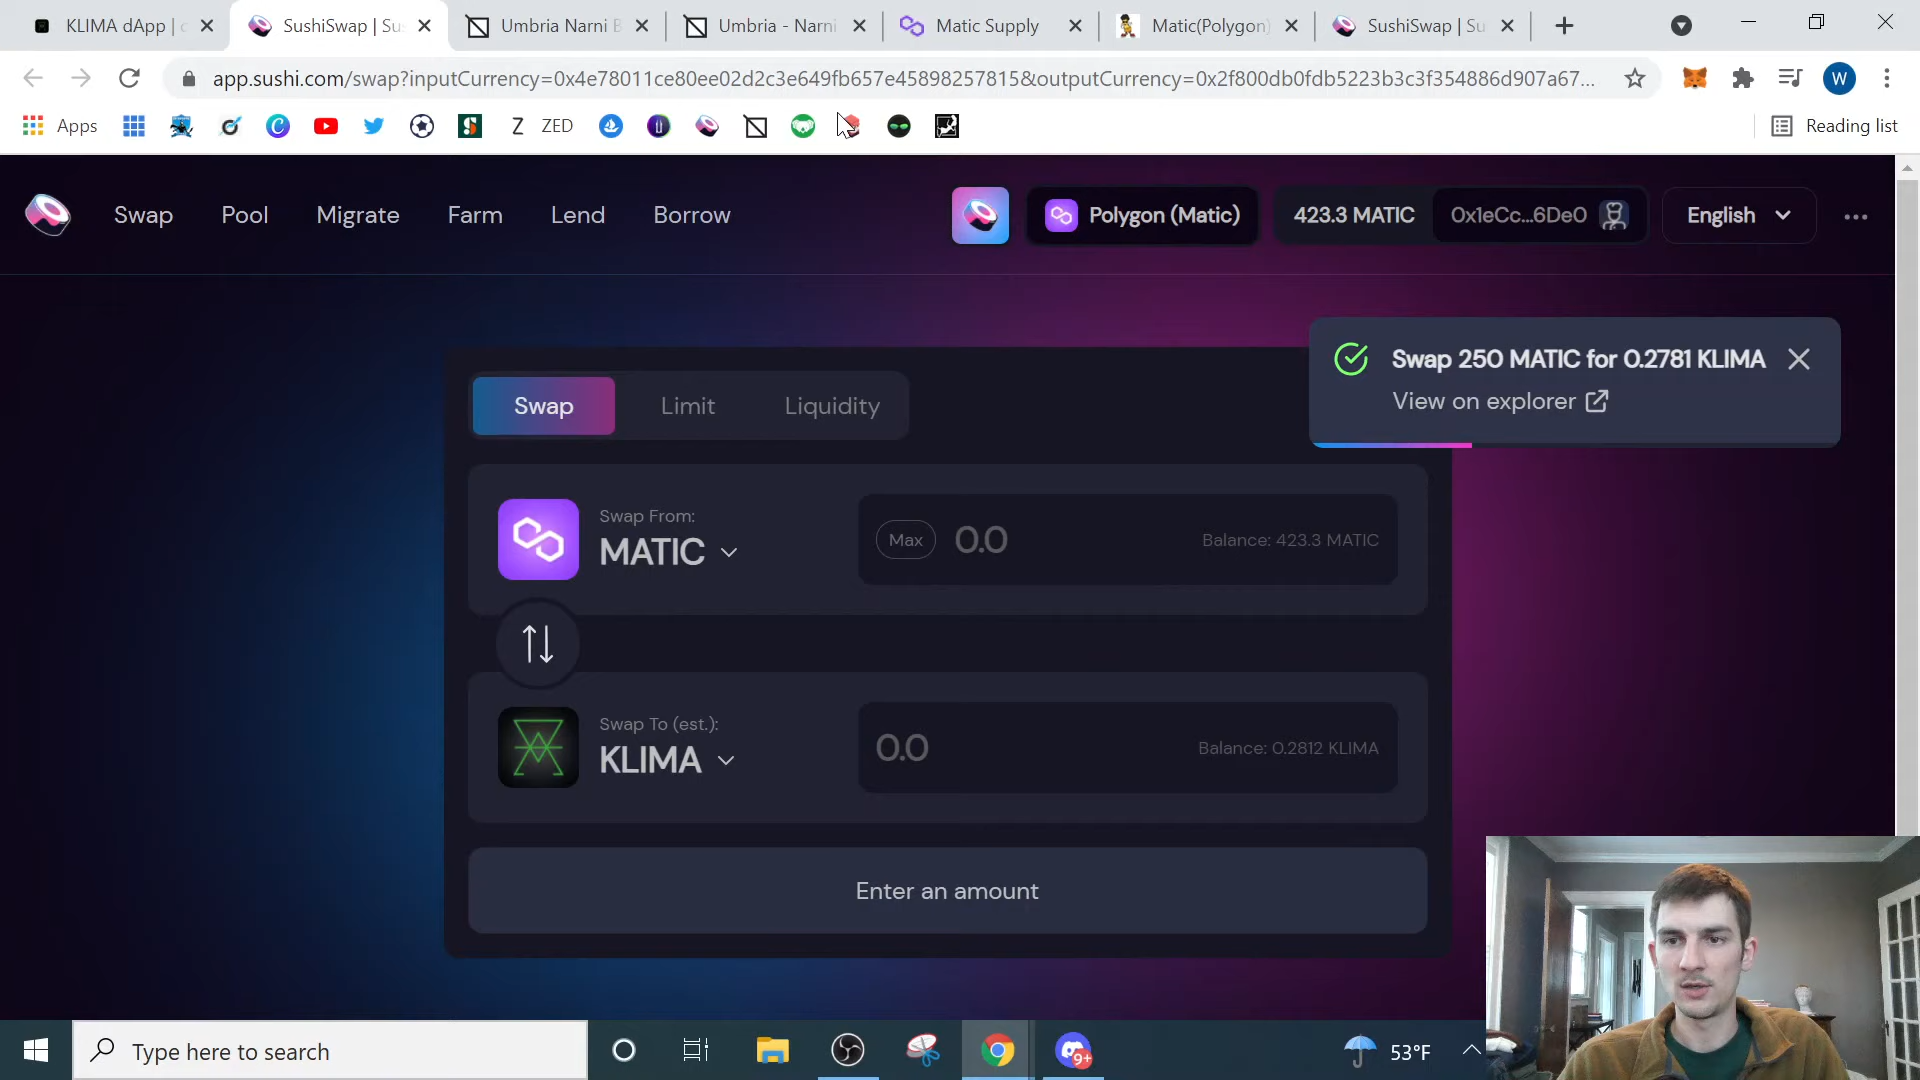 KLIMA dApp | c
SushiSwap | Su
Umbria Narni B
Umbria - Narni
Matic Supply
Matic(Polygon)
SushiSwap | Su
app.sushi.com/swap?inputCurrency=0x4e78011ce80ee02d2c3e649fb657e45898257815&outputCurrency=0x2f800db0fdb5223b3c3f354886d907a67...
W
Apps
Z
ZED
Reading list
Swap
Pool
Migrate
Farm
Lend
Borrow
Polygon (Matic)
423.3 MATIC
0x1eCc...6De0
English
Swap 250 MATIC for 0.2781 KLIMA
View on explorer
Swap
Limit
Liquidity
Swap From:
MATIC
Max
0.0
Balance: 423.3 MATIC
Swap To (est.):
KLIMA
0.0
Balance: 0.2812 KLIMA
Enter an amount
Type here to search
9+
53°F